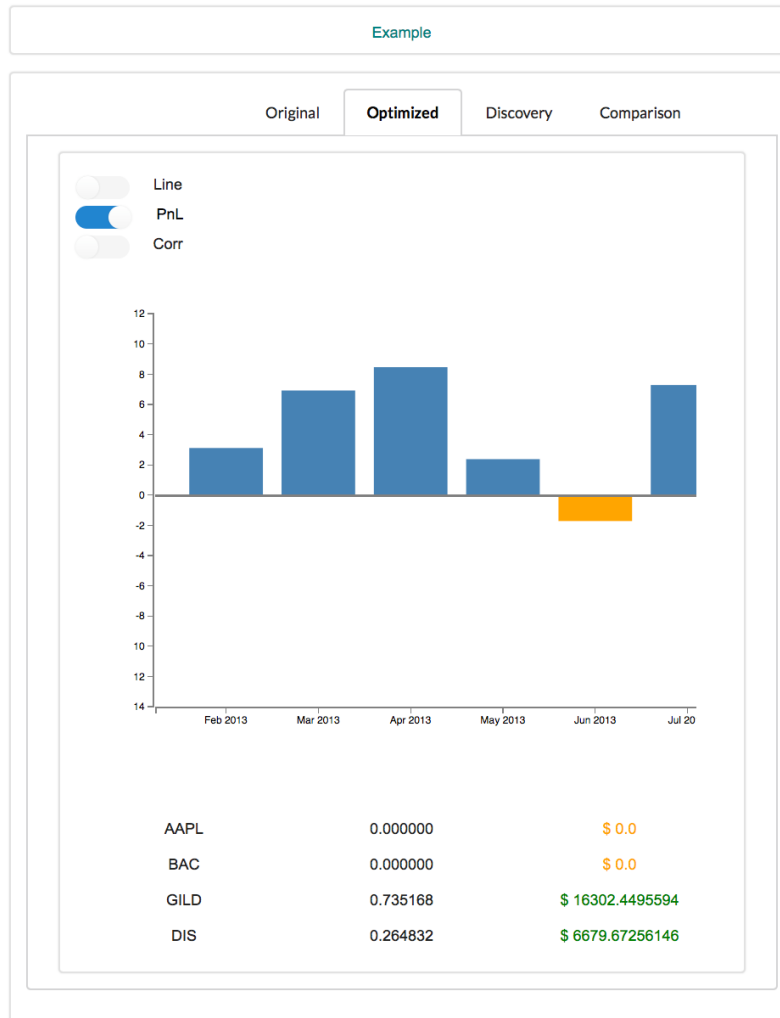 Example
Original Optimized Discovery Comparison
Line
PnL
Corr
12
10
8
6
4
2
0
-2
-4
-6
-8
10
12
14
Feb 2013 Mar 2013 Apr 2013 May 2013 Jun 2013 Jul 20
AAPL 0.000000 $ 0.0
BAC 0.000000 $ 0.0
GILD 0.735168 $ 16302.4495594
DIS 0.264832 $ 6679.67256146